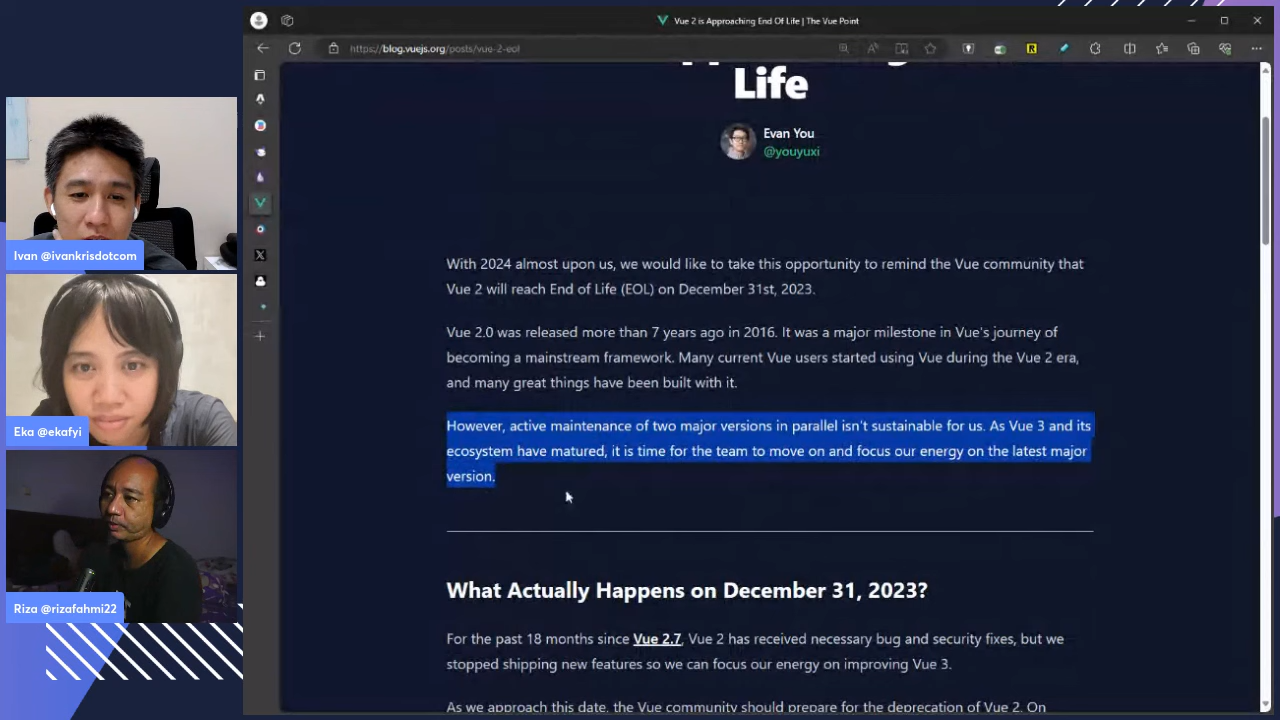 Vue 2 is Approaching End Of Life | The Vue Point
https://blog.vuejs.org/posts/vue-2-eol
Life
Evan You
@youyuxi
With 2024 almost upon us, we would like to take this opportunity to remind the Vue community that
Vue 2 will reach End of Life (EOL) on December 31st, 2023.
Vue 2.0 was released more than 7 years ago in 2016. It was a major milestone in Vue's journey of
becoming a mainstream framework. Many current Vue users started using Vue during the Vue 2 era,
and many great things have been built with it.
However, active maintenance of two major versions in parallel isn't sustainable for us. As Vue 3 and its
ecosystem have matured, it is time for the team to move on and focus our energy on the latest major
version.
What Actually Happens on December 31, 2023?
For the past 18 months since Vue 2.7, Vue 2 has received necessary bug and security fixes, but we
stopped shipping new features so we can focus our energy on improving Vue 3.
As we approach this date, the Vue community should prepare for the deprecation of Vue 2. On
Ivan @ivankrisdotcom
Eka @ekafyi
Riza @rizafahmi22